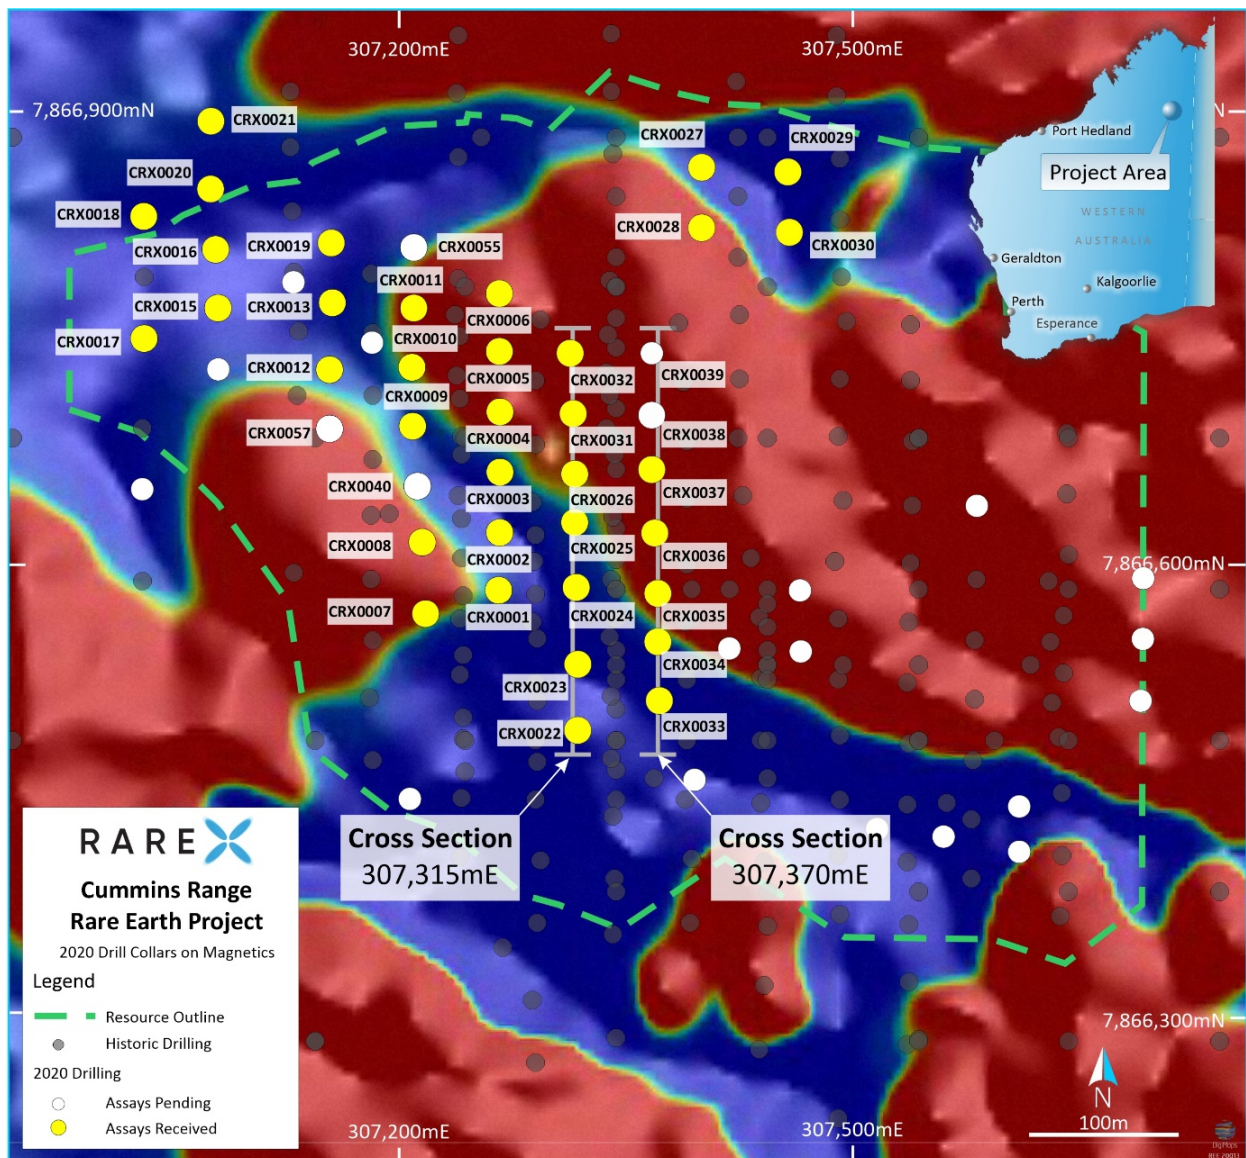 307,200mE
307,500mE
7,866,900mN
N
CRX0021
CRX0027
CRX0029
CRX0020
CRX0018
CRX0028
CRX0030
CRX0016
CRX0019
CRX0055
CRX0011
CRX0015
CRX0013
CRX0006
CRX0017
CRX0010
CRX0012
CRX0005
CRX0032
CRX0039
CRX0009
CRX0057
CRX0004
CRX0031
CRX0038
CRX0040
CRX0003
CRX0026
CRX0037
CRX0008
CRX0002
CRX0025
CRX0036
CRX0007
CRX0001
CRX0024
CRX0035
CRX0034
CRX0023
CRX0022
CRX0033
Port Hedland
Project Area
WESTERN
AUSTRALIA
Geraldton
Kalgoorlie
Perth
Esperance
7,866,600mN
Cross Section
307,315mE
Cross Section
307,370mE
RAREX
Cummins Range
Rare Earth Project
2020 Drill Collars on Magnetics
Legend
Resource Outline
Historic Drilling
2020 Drilling
Assays Pending
Assays Received
7,866,300mN
N
100m
307,200mE
307,500mE
DigMaps